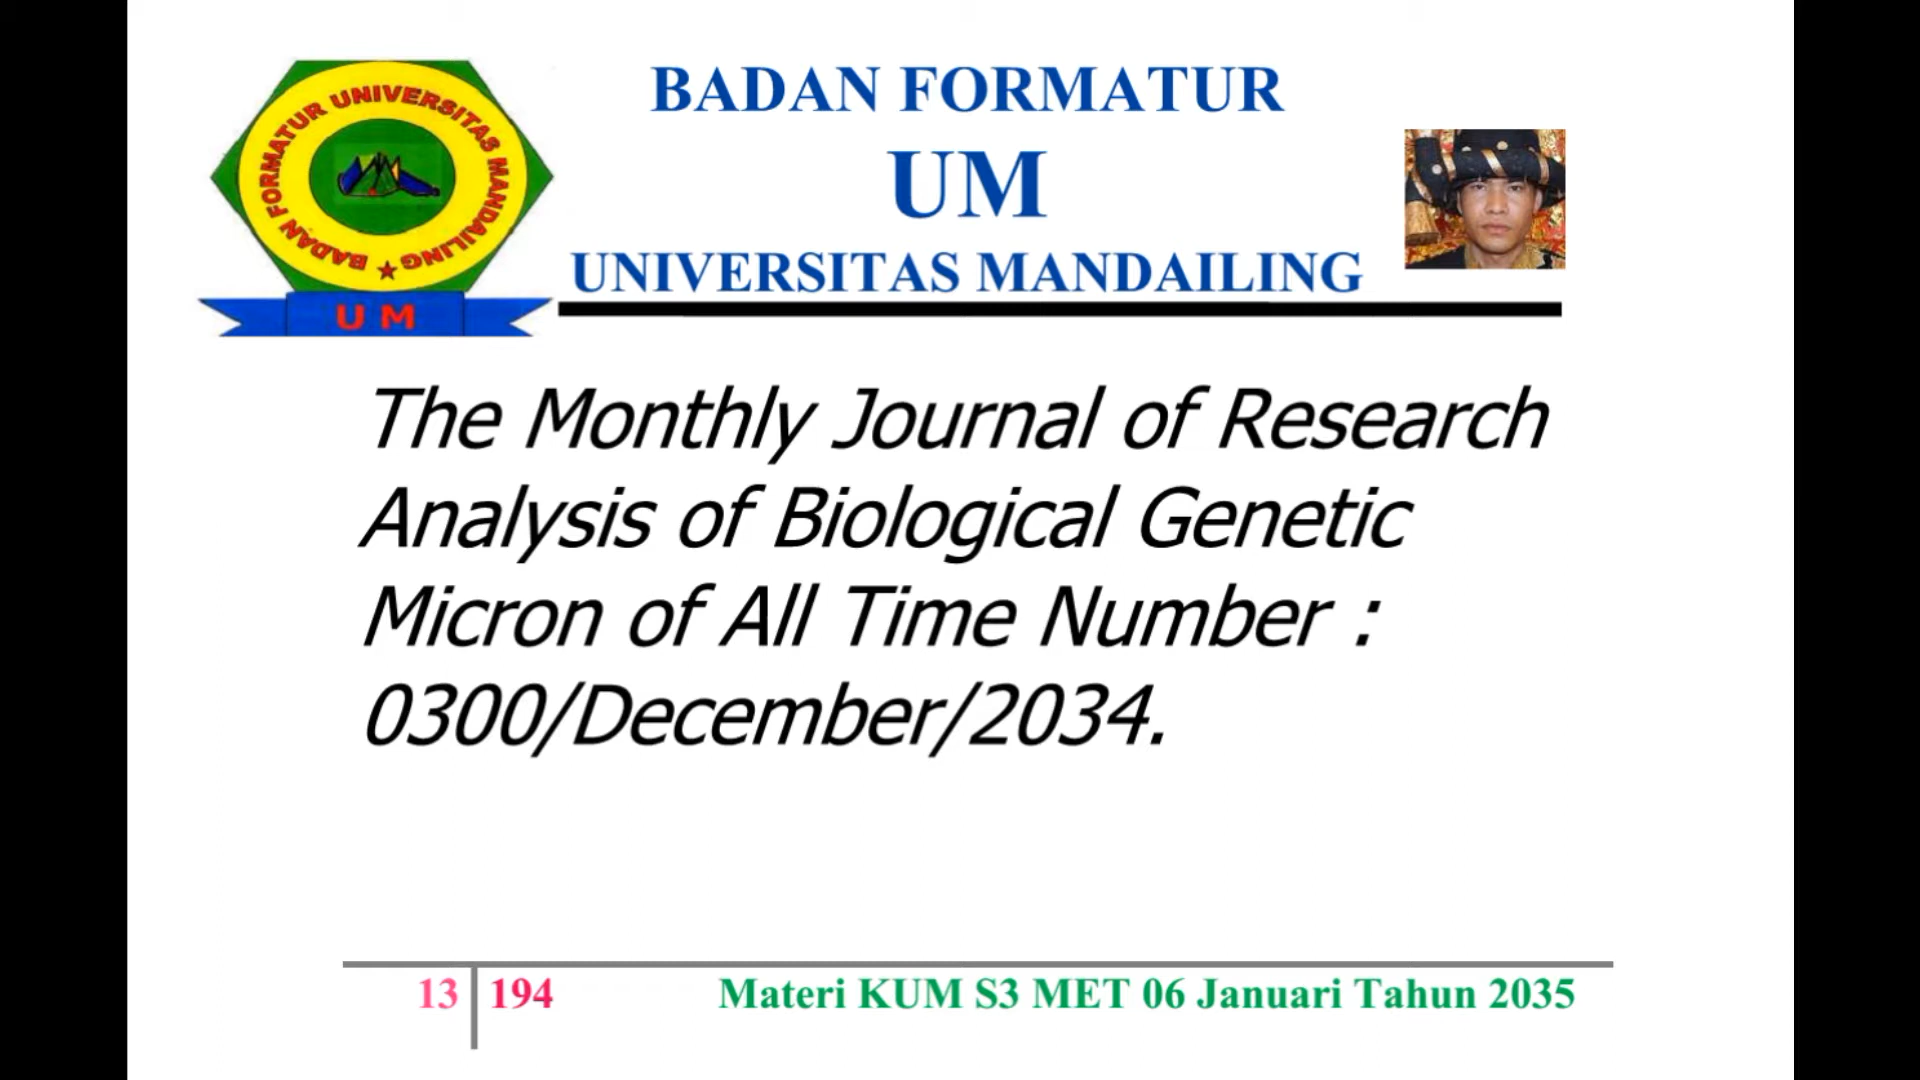 BADAN FORMATUR UNIVERSITAS MANDAILING
U M
BADAN FORMATUR
UM
UNIVERSITAS MANDAILING
The Monthly Journal of Research
Analysis of Biological Genetic
Micron of All Time Number :
0300/December/2034.
13 194
Materi KUM S3 MET 06 Januari Tahun 2035